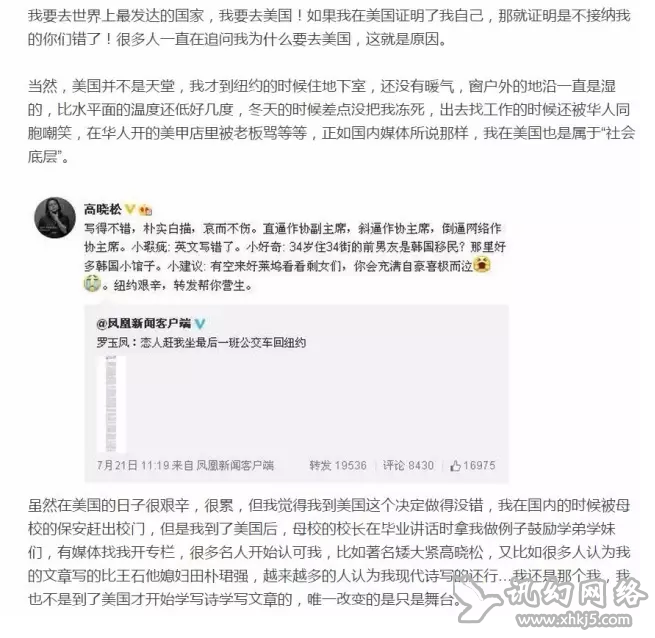 我要去世界上最发达的国家，我要去美国！如果我在美国证明了我自己，那就证明是不接纳我
的你们错了！很多人一直在追问我为什么要去美国，这就是原因。
当然，美国并不是天堂，我才到纽约的时候住地下室，还没有暖气，窗户外的地沿一直是湿
的，比水平面的温度还低好几度，冬天的时候差点没把我冻死，出去找工作的时候还被华人同
胞嘲笑，在华人开的美甲店里被老板骂等等，正如国内媒体所说那样，我在美国也是属于“社会
底层”。
高晓松
写得不错，朴实白描，哀而不伤。直逼作协副主席，斜逼作协主席，倒逼网络作
协主席。小瑕疵: 英文写错了。小好奇: 34岁住34街的前男友是韩国移民？那里好
多韩国小馆子。小建议: 有空来好莱坞看看剩女们，你会充满自豪喜极而泣
。纽约艰辛，转发帮你营生。
@凤凰新闻客户端
罗玉凤：恋人赶我坐最后一班公交车回纽约
7月21日 11:19 来自 凤凰新闻客户端 转发 19536 评论 8430 16975
虽然在美国的日子很艰辛，很累，但我觉得我到美国这个决定做得没错，我在国内的时候被母
校的保安赶出校门，但是我到了美国后，母校的校长在毕业讲话时拿我做例子鼓励学弟学妹
们，有媒体找我开专栏，很多名人开始认可我，比如著名矮大紧高晓松，又比如很多人认为我
的文章写的比王石他媳妇田朴珺强，越来越多的人认为我现代诗写的还行...我还是那个我，我
也不是到了美国才开始学写诗学写文章的，唯一改变的是只是舞台。
讯幻网络
www.xhkj5.com